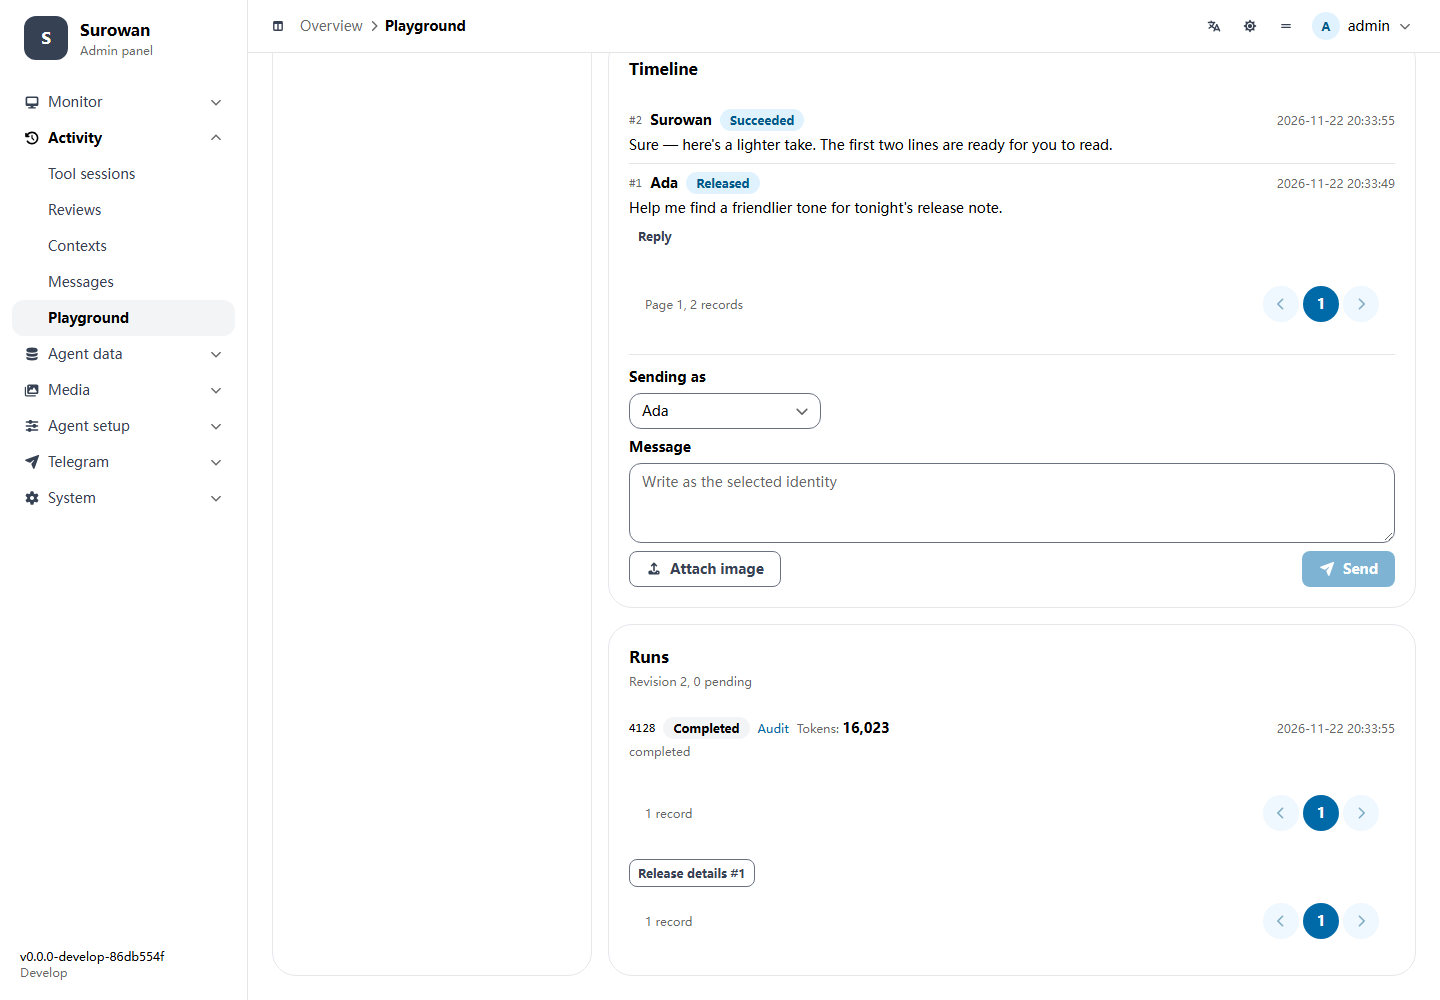 S
Surowan
Admin panel
Monitor
Activity
Tool sessions
Reviews
Contexts
Messages
Playground
Agent data
Media
Agent setup
Telegram
System
v0.0.0-develop-86db554f
Develop
Overview > Playground
A admin
Timeline
#2 Surowan Succeeded 2026-11-22 20:33:55
Sure — here's a lighter take. The first two lines are ready for you to read.
#1 Ada Released 2026-11-22 20:33:49
Help me find a friendlier tone for tonight's release note.
Reply
Page 1, 2 records 1
Sending as
Ada
Message
Write as the selected identity
Attach image Send
Runs
Revision 2, 0 pending
4128 Completed Audit Tokens: 16,023 2026-11-22 20:33:55
completed
1 record 1
Release details #1
1 record 1